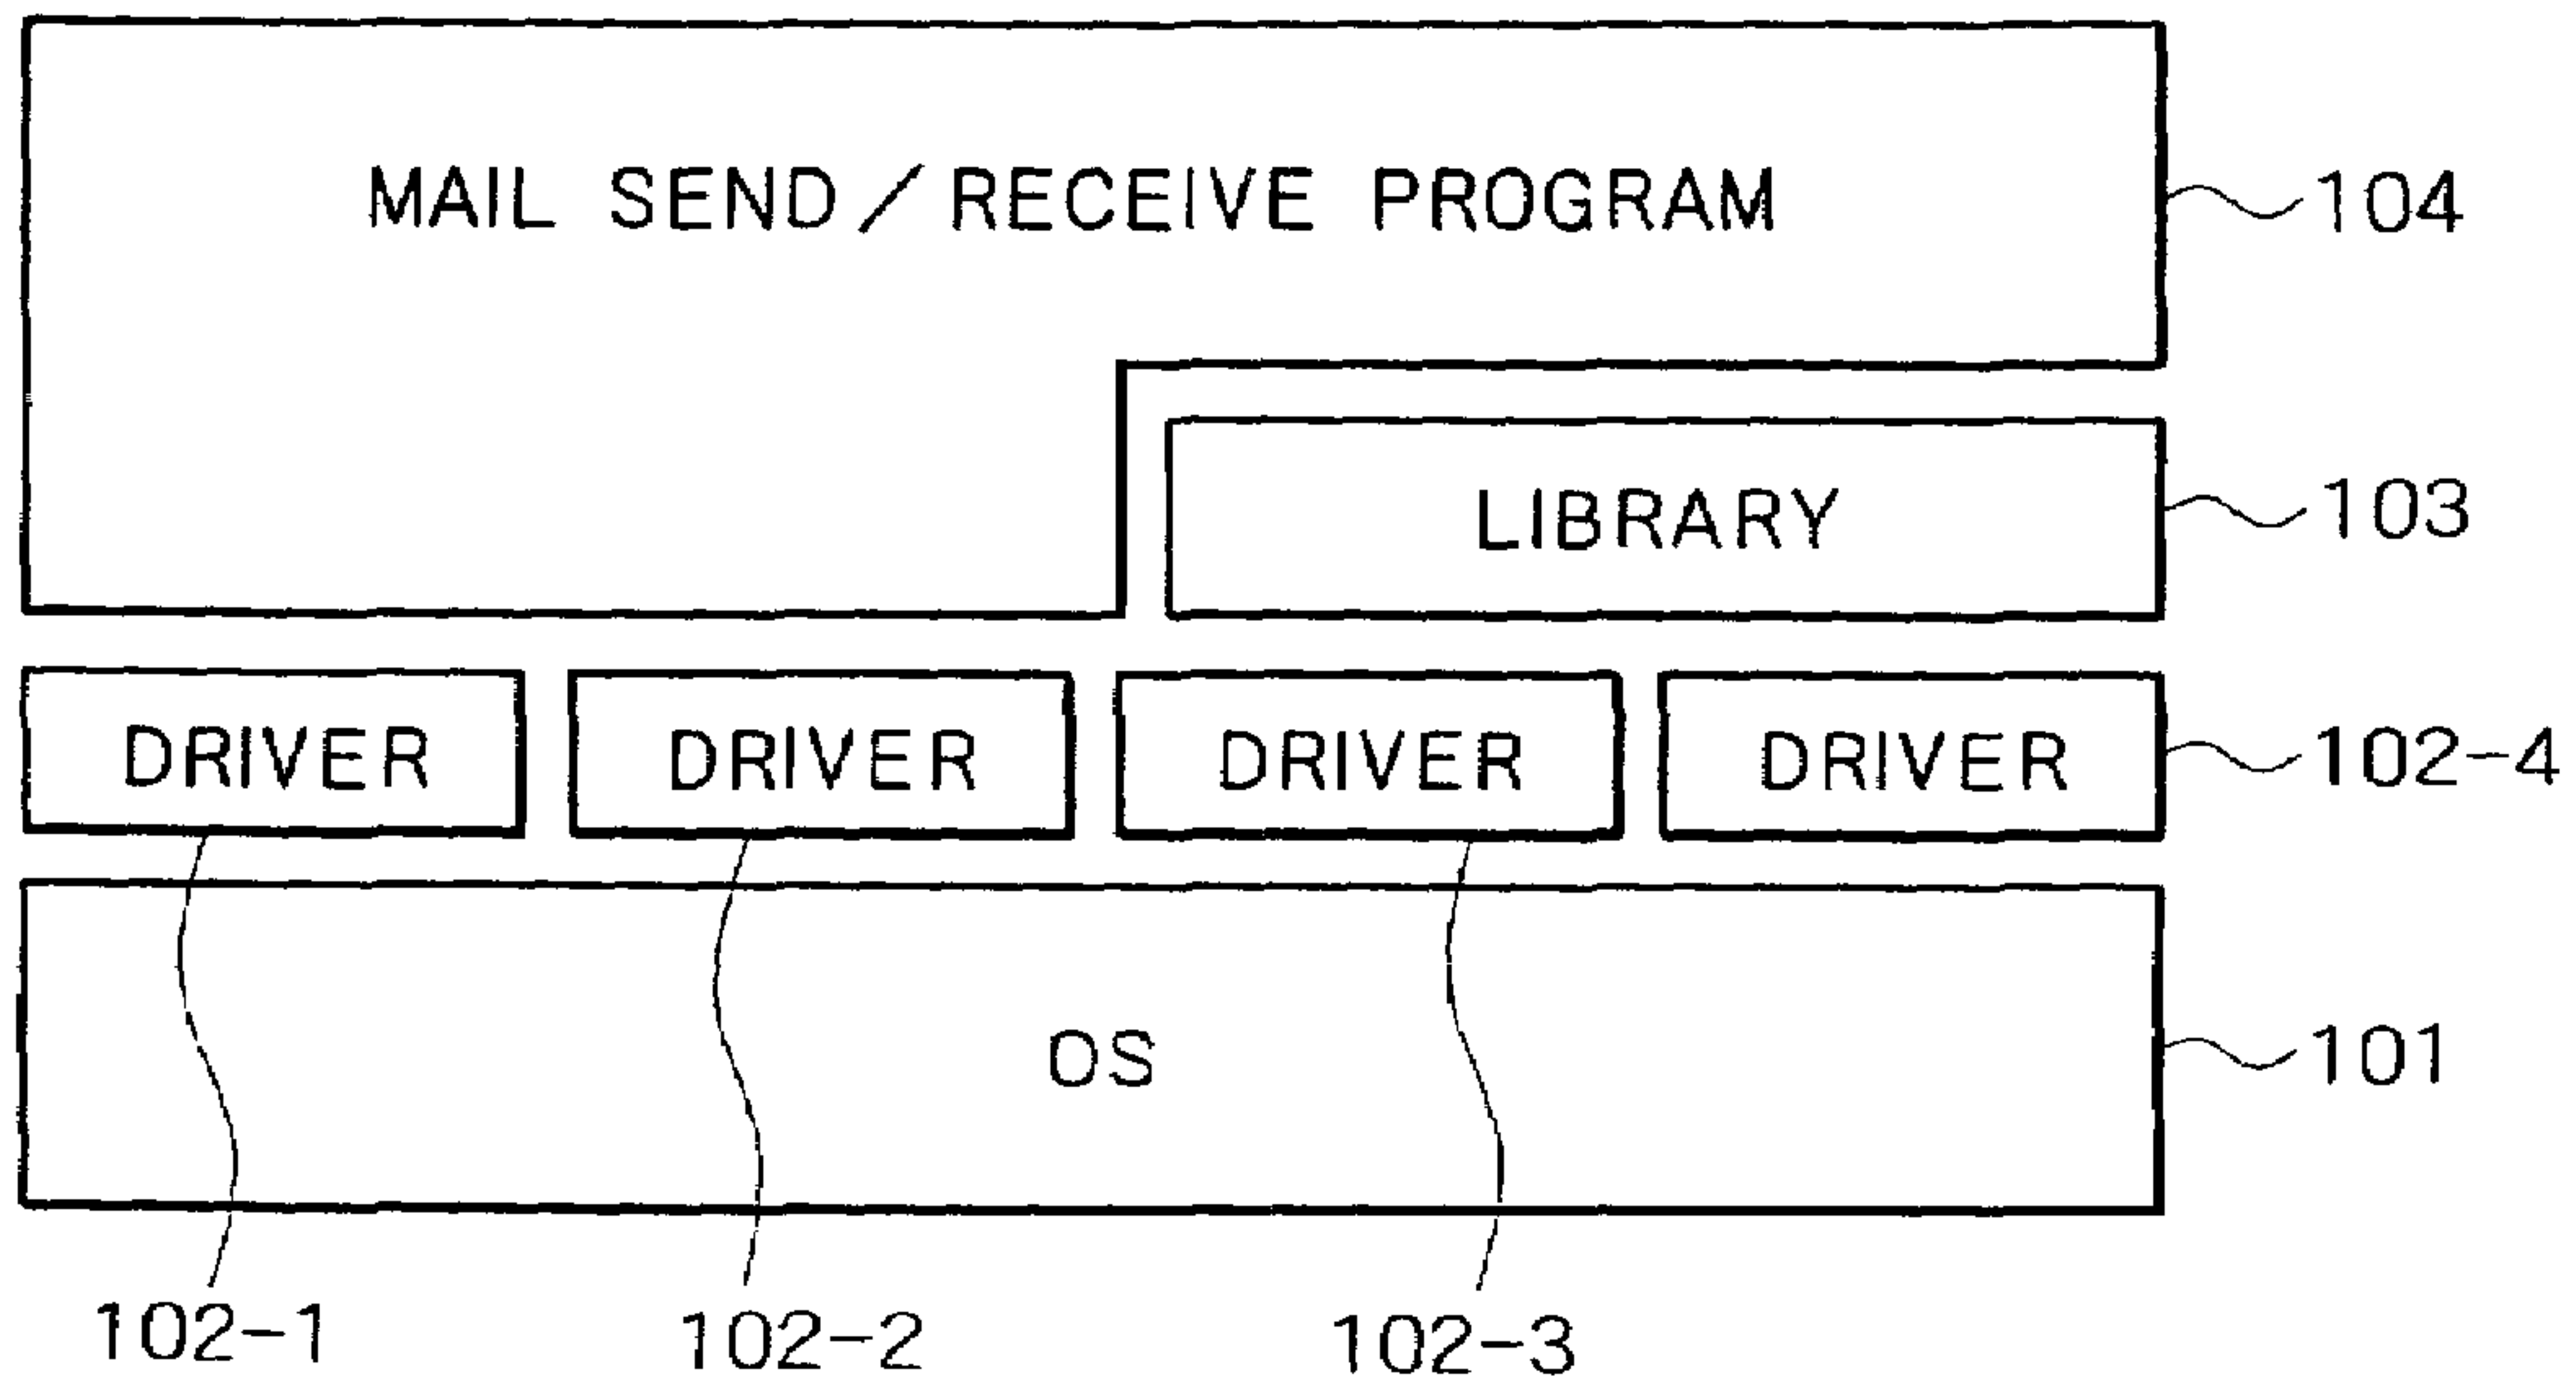 MAIL SEND/RECEIVE PROGRAM
104
LIBRARY
103
DRIVER DRIVER DRIVER DRIVER
102-4
OS
101
102-1 102-2 102-3